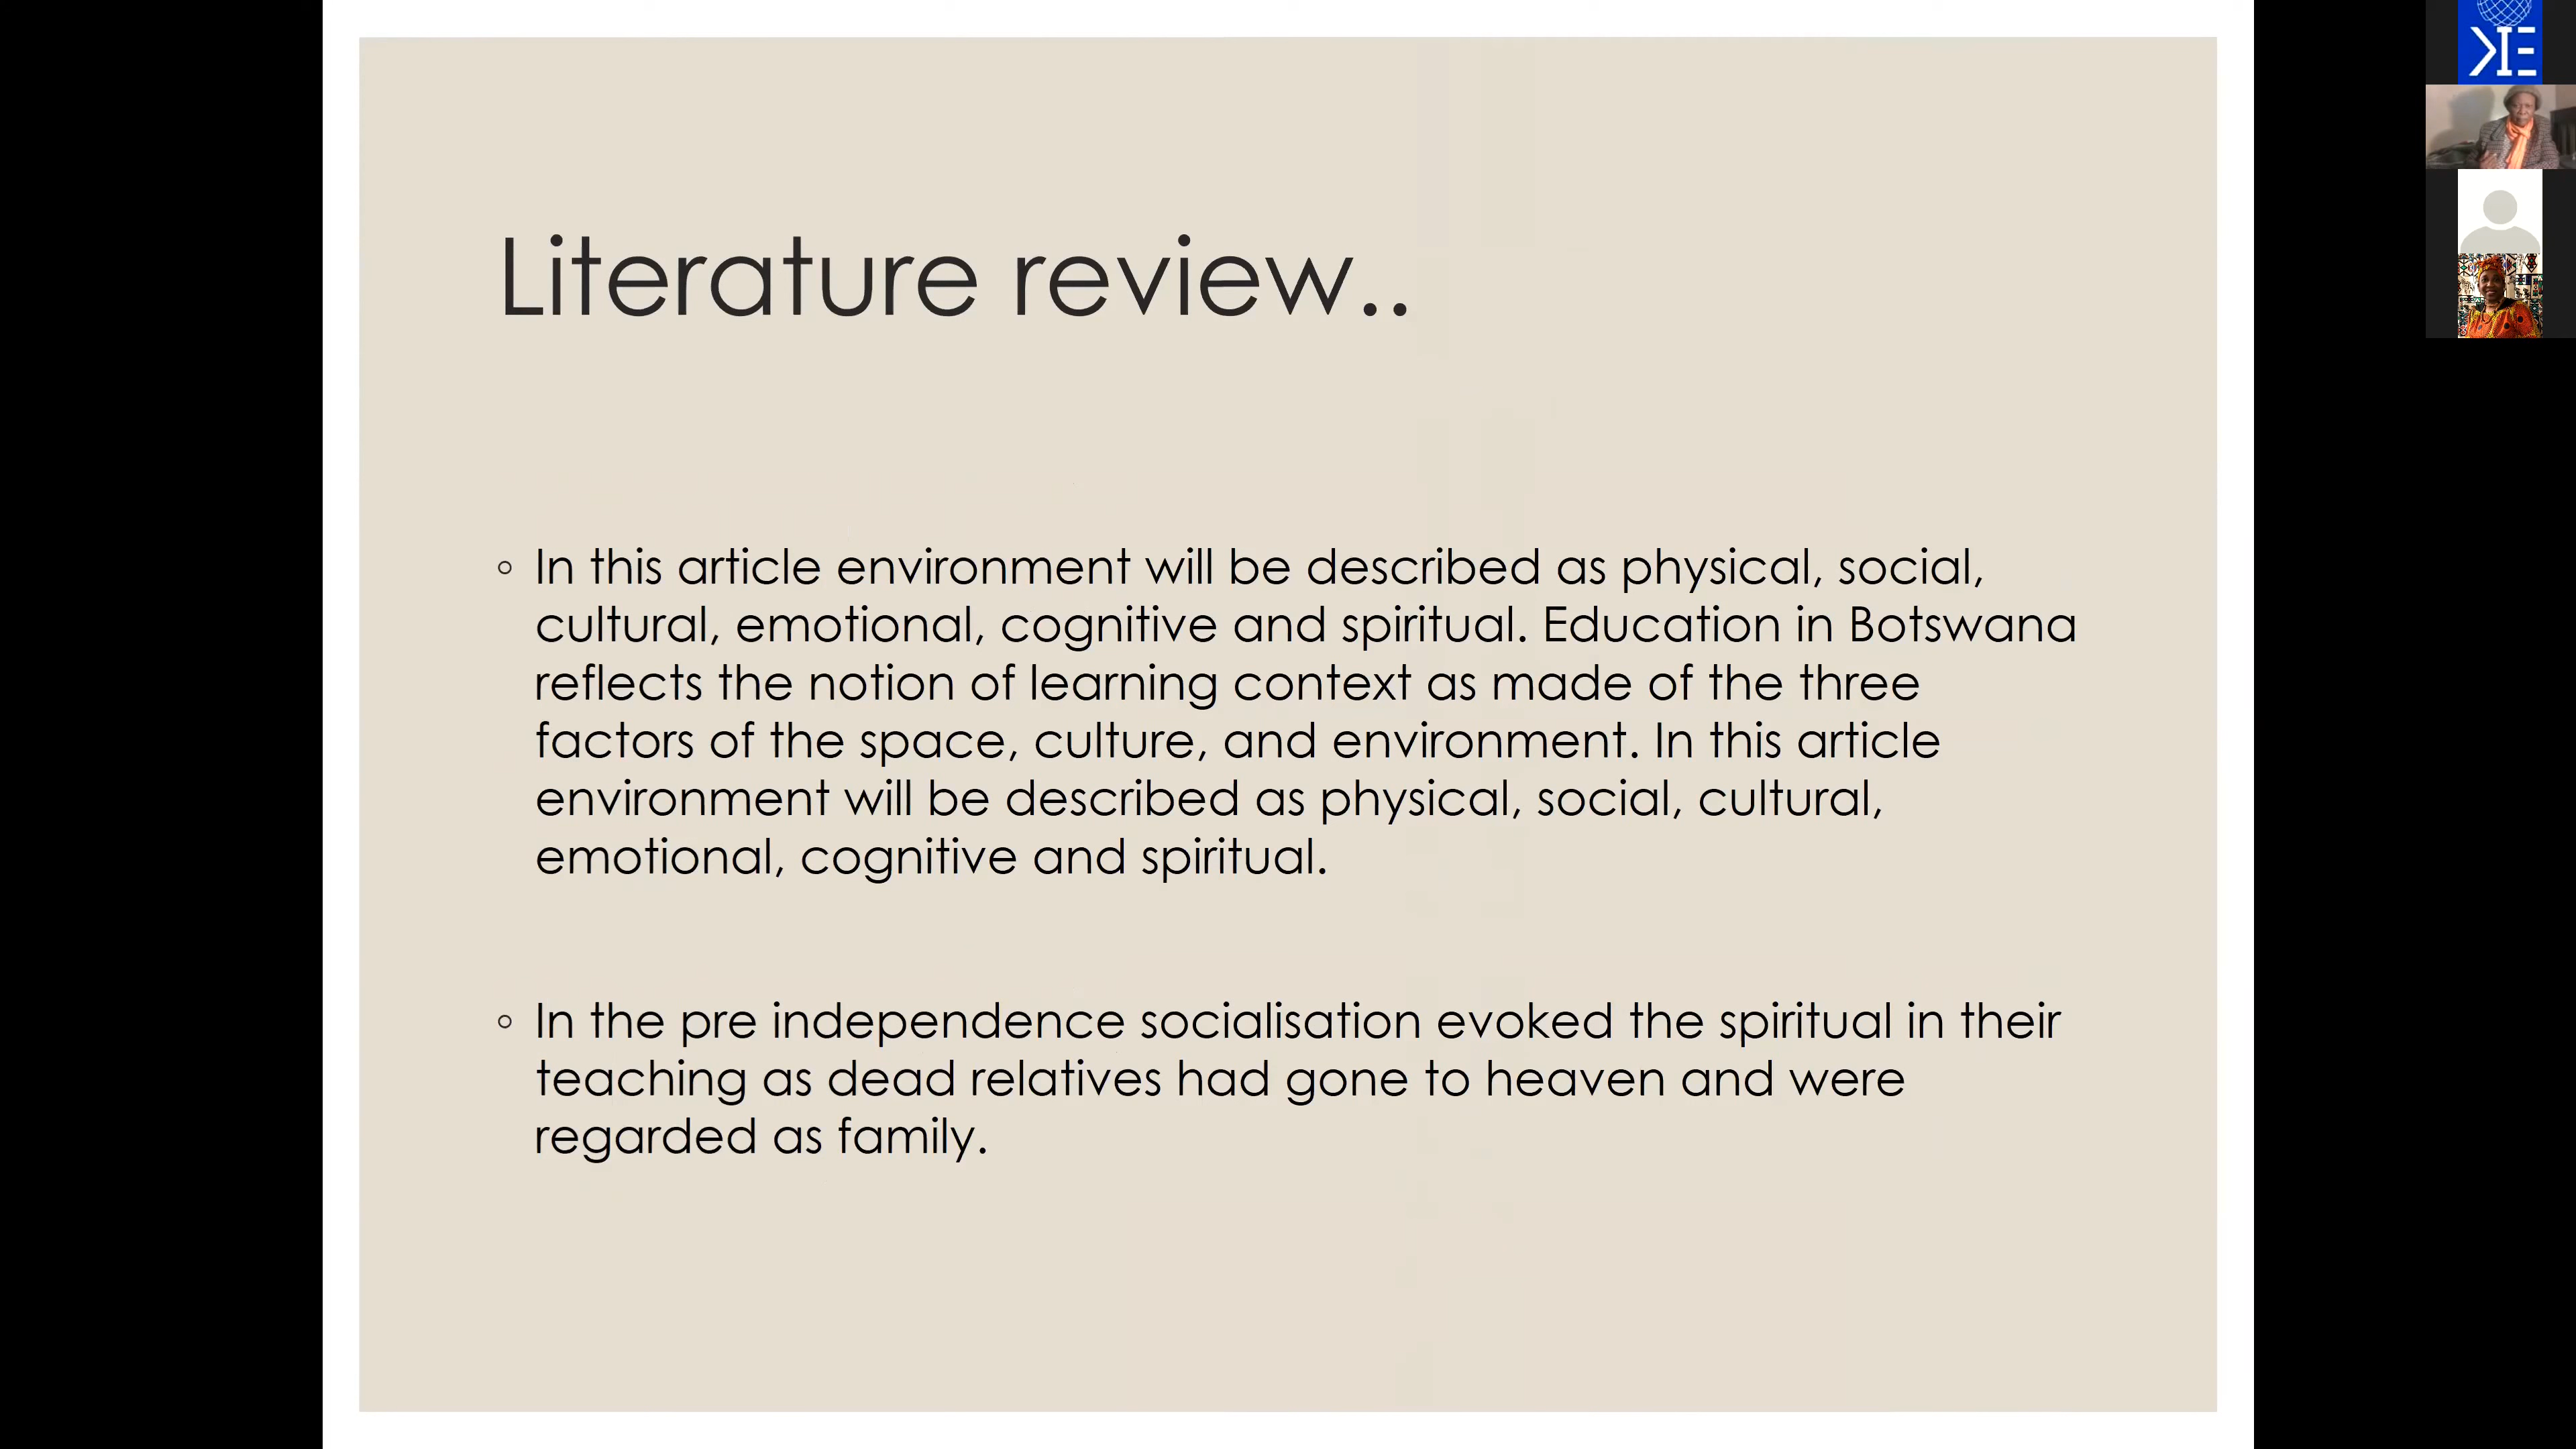 Literature review..
In this article environment will be described as physical, social,
cultural, emotional, cognitive and spiritual. Education in Botswana
reflects the notion of learning context as made of the three
factors of the space, culture, and environment. In this article
environment will be described as physical, social, cultural,
emotional, cognitive and spiritual.
In the pre independence socialisation evoked the spiritual in their
teaching as dead relatives had gone to heaven and were
regarded as family.